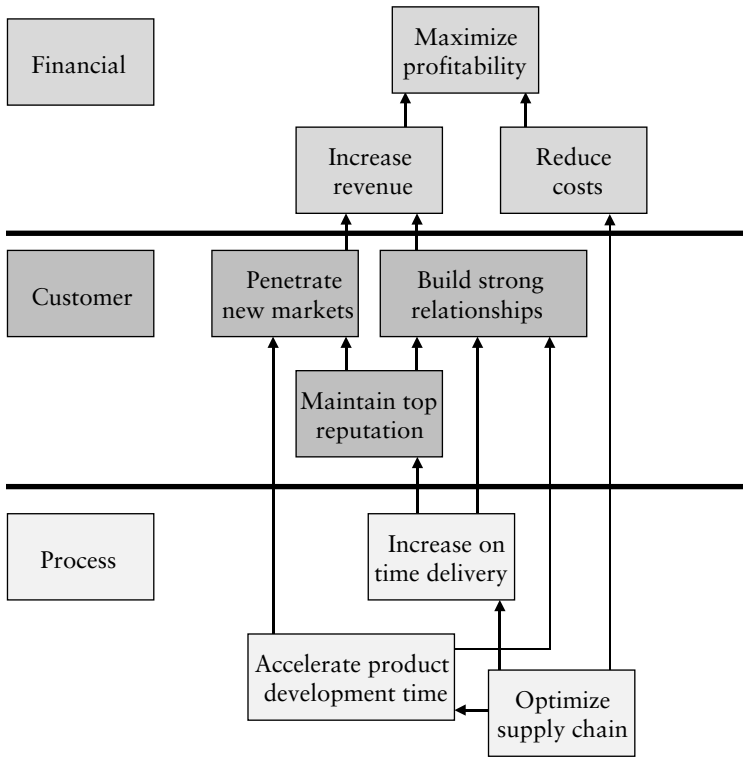 Financial
Maximize
profitability
Increase
revenue
Reduce
costs
Customer
Penetrate
new markets
Build strong
relationships
Maintain top
reputation
Process
Increase on
time delivery
Accelerate product
development time
Optimize
supply chain